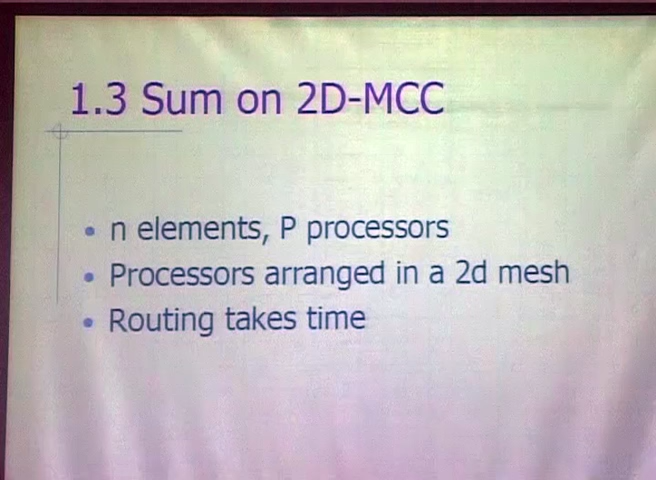 1.3 Sum on 2D-MCC
• n elements, P processors
• Processors arranged in a 2d mesh
• Routing takes time